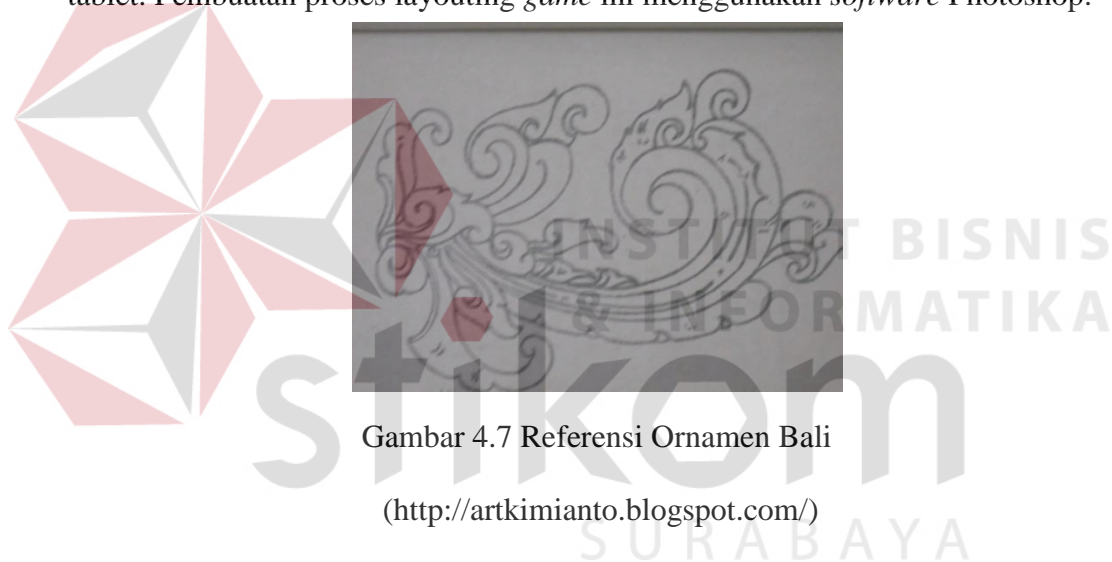 tablet. Pembuatan proses layouting game ini menggunakan software Photoshop.
INSTITUT BISNIS
& INFORMATIKA
stikom
Gambar 4.7 Referensi Ornamen Bali
(http://artkimianto.blogspot.com/)
SURABAYA